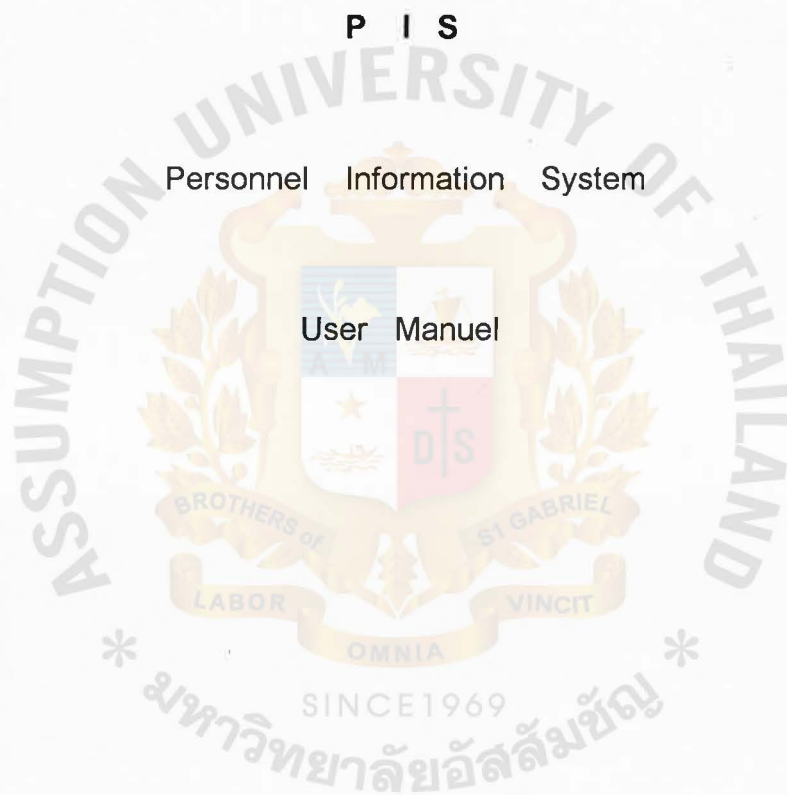 P I S
Personnel Information System
User Manuel
ASSUMPTION UNIVERSITY OF THAILAND
A M
D S
BROTHERS of ST GABRIEL
LABOR OMNIA VINCIT
SINCE1969
* มหาวิทยาลัยอัสสัมชัญ *